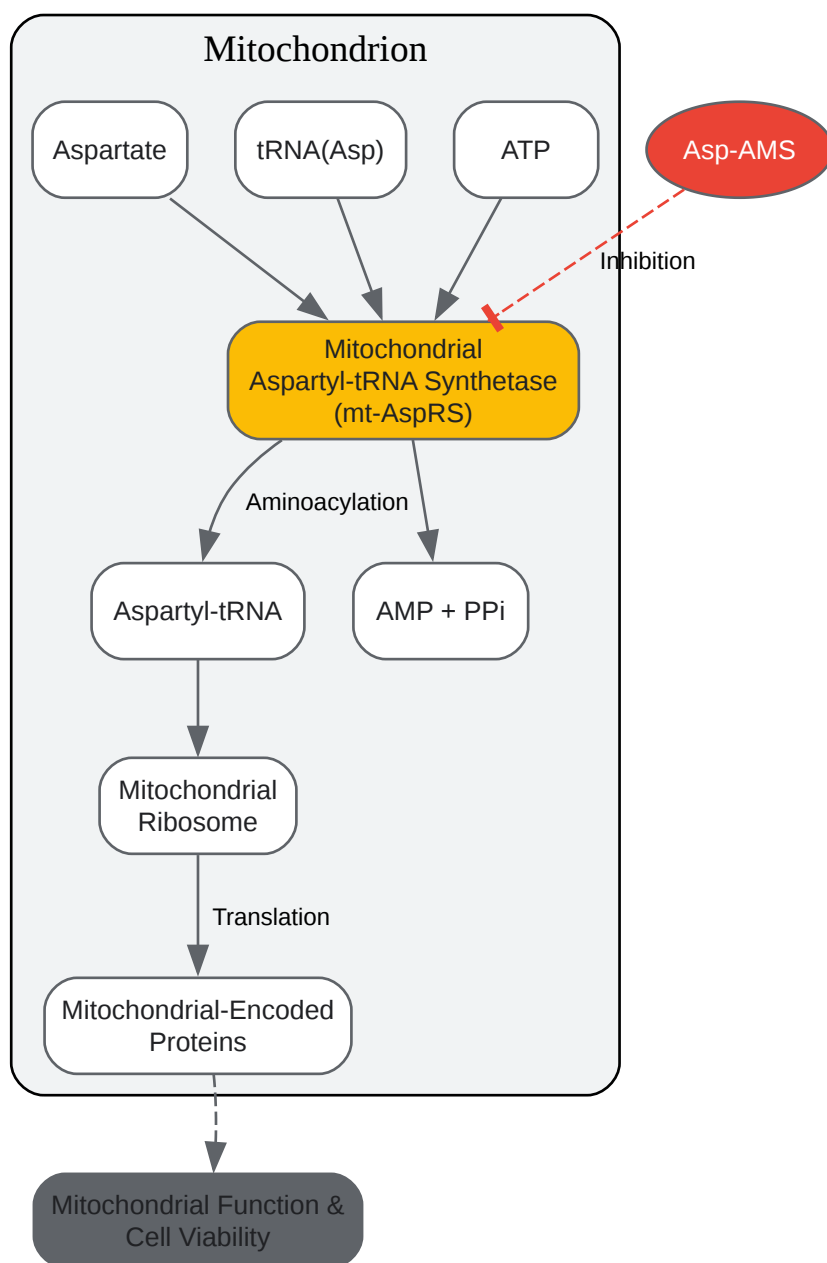 Mitochondrion
Aspartate
tRNA(Asp)
ATP
Asp-AMS
Inhibition
Mitochondrial
Aspartyl-tRNA Synthetase
(mt-AspRS)
Aminoacylation
Aspartyl-tRNA
AMP + PPi
Mitochondrial
Ribosome
Translation
Mitochondrial-Encoded
Proteins
Mitochondrial Function &
Cell Viability